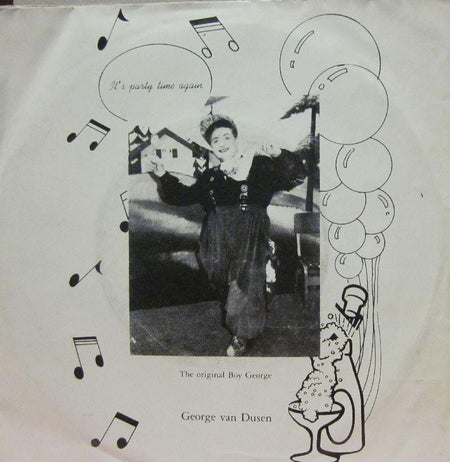 It's party time again
The original Boy George
George van Dusen